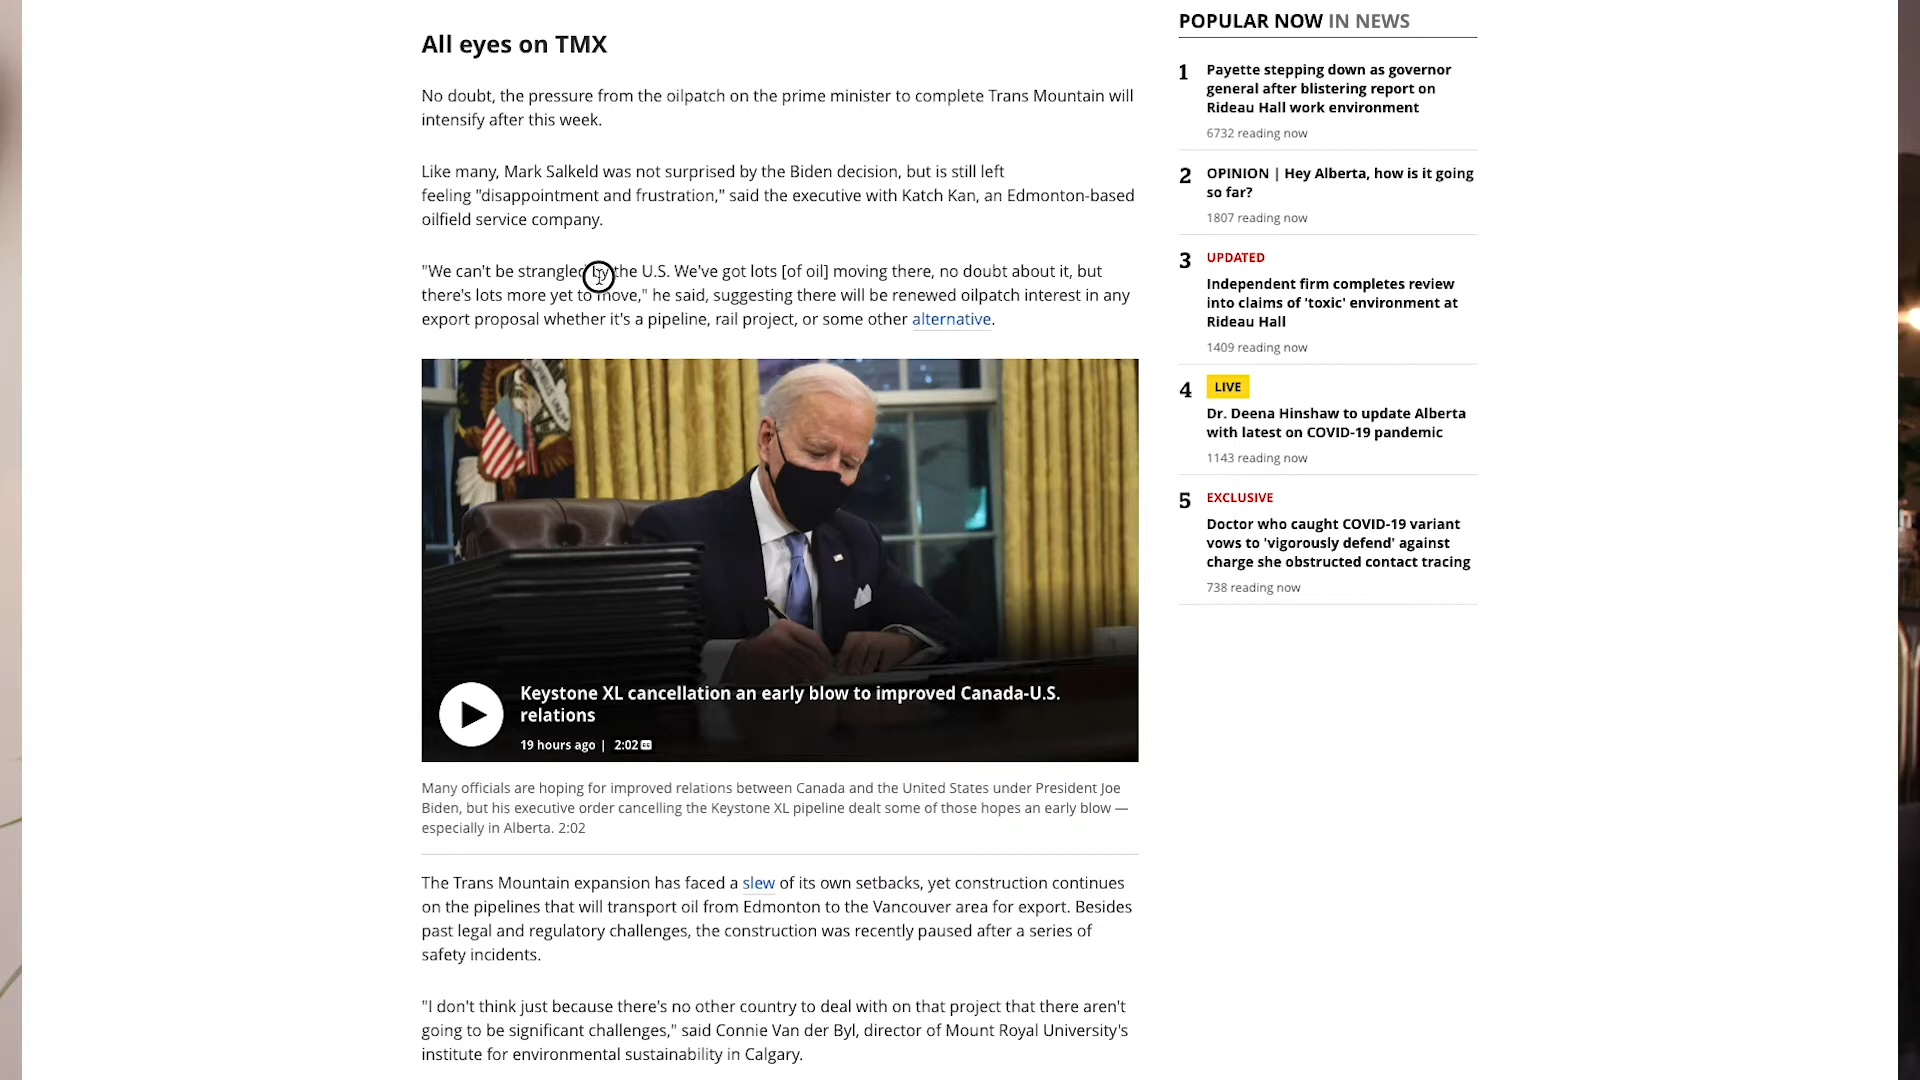 All eyes on TMX
No doubt, the pressure from the oilpatch on the prime minister to complete Trans Mountain will
intensify after this week.
Like many, Mark Salkeld was not surprised by the Biden decision, but is still left
feeling "disappointment and frustration," said the executive with Katch Kan, an Edmonton-based
oilfield service company.
"We can't be strangled by the U.S. We've got lots [of oil] moving there, no doubt about it, but
there's lots more yet to move," he said, suggesting there will be renewed oilpatch interest in any
export proposal whether it's a pipeline, rail project, or some other alternative.
Keystone XL cancellation an early blow to improved Canada-U.S.
relations
19 hours ago | 2:02 CC
Many officials are hoping for improved relations between Canada and the United States under President Joe
Biden, but his executive order cancelling the Keystone XL pipeline dealt some of those hopes an early blow —
especially in Alberta. 2:02
The Trans Mountain expansion has faced a slew of its own setbacks, yet construction continues
on the pipelines that will transport oil from Edmonton to the Vancouver area for export. Besides
past legal and regulatory challenges, the construction was recently paused after a series of
safety incidents.
"I don't think just because there's no other country to deal with on that project that there aren't
going to be significant challenges," said Connie Van der Byl, director of Mount Royal University's
institute for environmental sustainability in Calgary.
POPULAR NOW IN NEWS
1 Payette stepping down as governor
general after blistering report on
Rideau Hall work environment
6732 reading now
2 OPINION | Hey Alberta, how is it going
so far?
1807 reading now
3 UPDATED
Independent firm completes review
into claims of 'toxic' environment at
Rideau Hall
1409 reading now
4 LIVE
Dr. Deena Hinshaw to update Alberta
with latest on COVID-19 pandemic
1143 reading now
5 EXCLUSIVE
Doctor who caught COVID-19 variant
vows to 'vigorously defend' against
charge she obstructed contact tracing
738 reading now